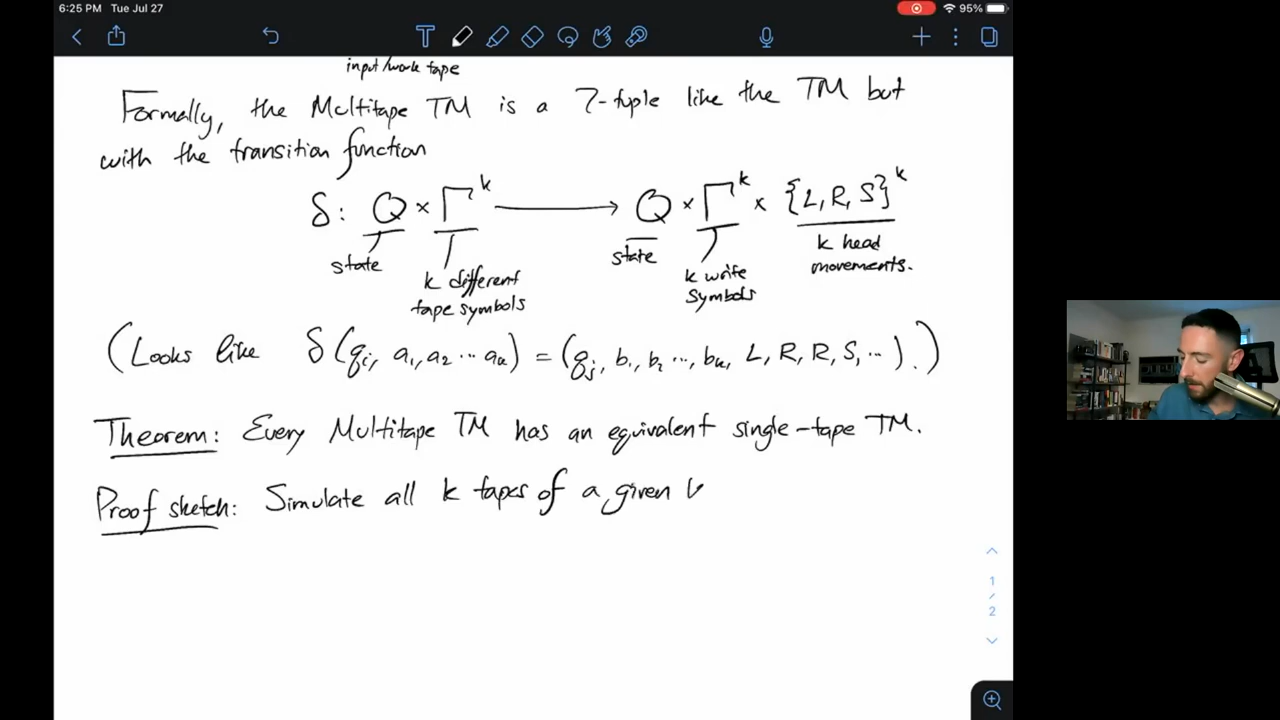 6:25 PM Tue Jul 27
95%
input/work tape
Formally, the Multitape TM is a 7-tuple like the TM but
with the transition function
δ: Q × Γ^k ⟶ Q × Γ^k × {L, R, S}^k
state
k different
tape symbols
state
k write
symbols
k head
movements.
(Looks like δ(q_i, a_1, a_2 ... a_k) = (q_j, b_1, b_2 ..., b_k, L, R, R, S, ...).)
Theorem: Every Multitape TM has an equivalent single-tape TM.
Proof sketch: Simulate all k tapes of a given
1
/
2